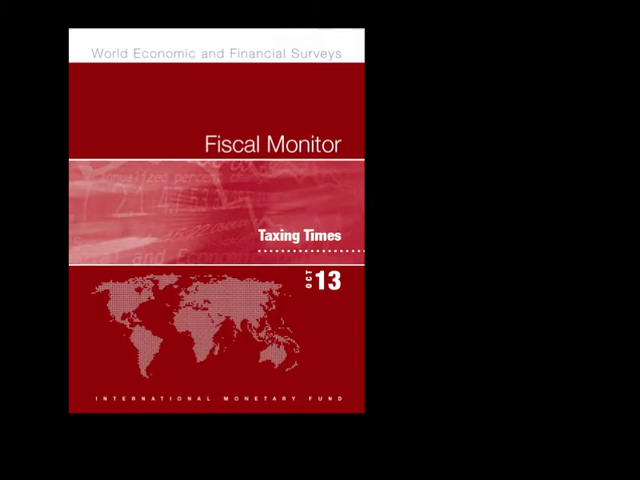 World Economic and Financial Surveys
Fiscal Monitor
Taxing Times
OCT 13
INTERNATIONAL MONETARY FUND